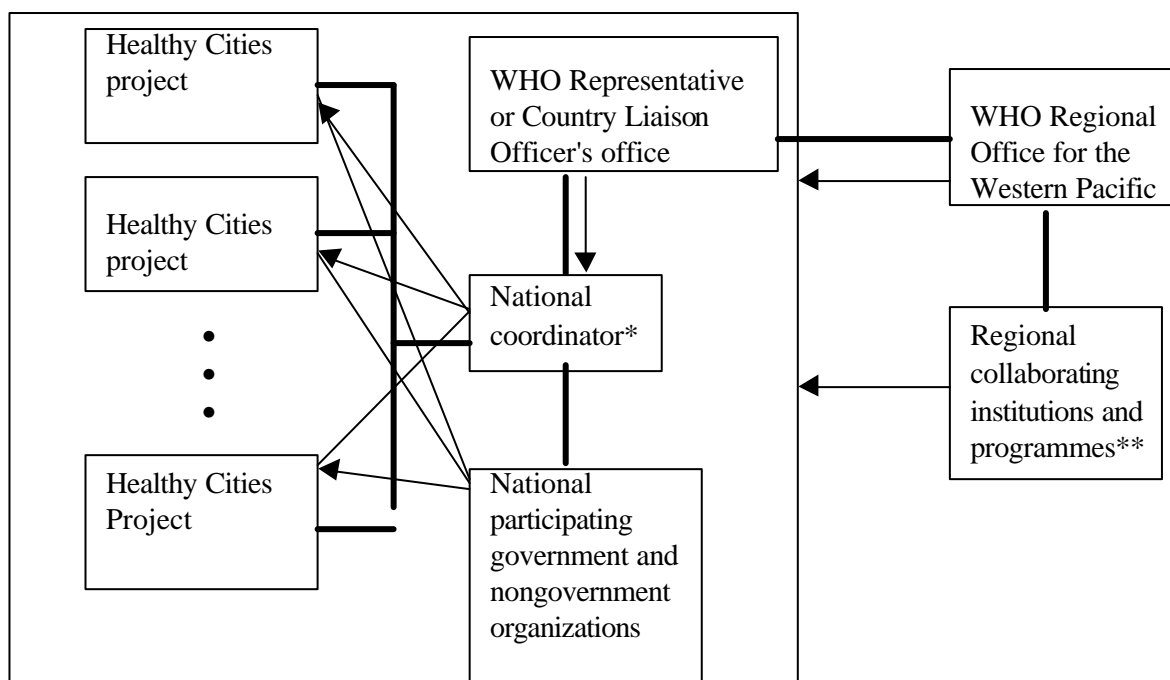 Healthy Cities
project
WHO Representative
or Country Liaison
Officer's office
WHO Regional
Office for the
Western Pacific
Healthy Cities
project
National
coordinator*
Regional
collaborating
institutions and
programmes**
Healthy Cities
Project
National
participating
government and
nongovernment
organizations